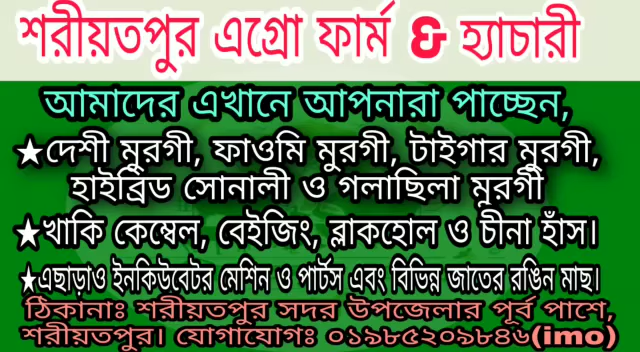 শরীয়তপুর এগ্রো ফার্ম & হ্যাচারী
আমাদের এখানে আপনারা পাচ্ছেন,
★দেশী মুরগী, ফাওমি মুরগী, টাইগার মুরগী,
হাইব্রিড সোনালী ও গলাছিলা মুরগী
★খাকি কেম্বেল, বেইজিং, ব্লাকহোল ও চীনা হাঁস।
★এছাড়াও ইনকিউবেটর মেশিন ও পার্টস এবং বিভিন্ন জাতের রঙিন মাছ।
ঠিকানাঃ শরীয়তপুর সদর উপজেলার পূর্ব পাশে,
শরীয়তপুর। যোগাযোগঃ ০১৯৮৫২০৯৮৪৬(imo)